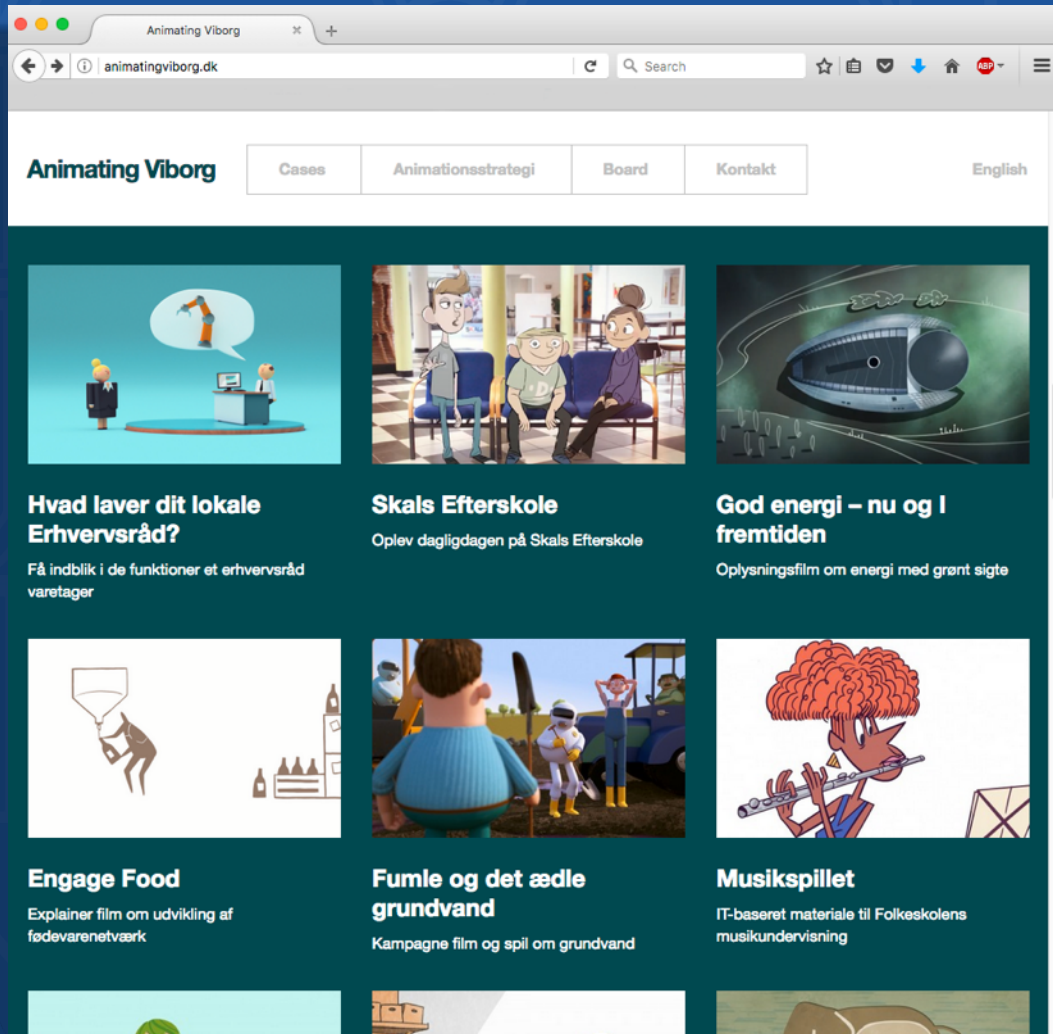 Animating Viborg
animatingviborg.dk
Search
ABP
Animating Viborg
Cases
Animationsstrategi
Board
Kontakt
English
Hvad laver dit lokale
Erhvervsråd?
Få indblik i de funktioner et erhvervsråd
varetager
Skals Efterskole
Oplev dagligdagen på Skals Efterskole
God energi – nu og I
fremtiden
Oplysningsfilm om energi med grønt sigte
Engage Food
Explainer film om udvikling af
fødevarenetværk
Fumle og det ædle
grundvand
Kampagne film og spil om grundvand
Musikspillet
IT-baseret materiale til Folkeskolens
musikundervisning